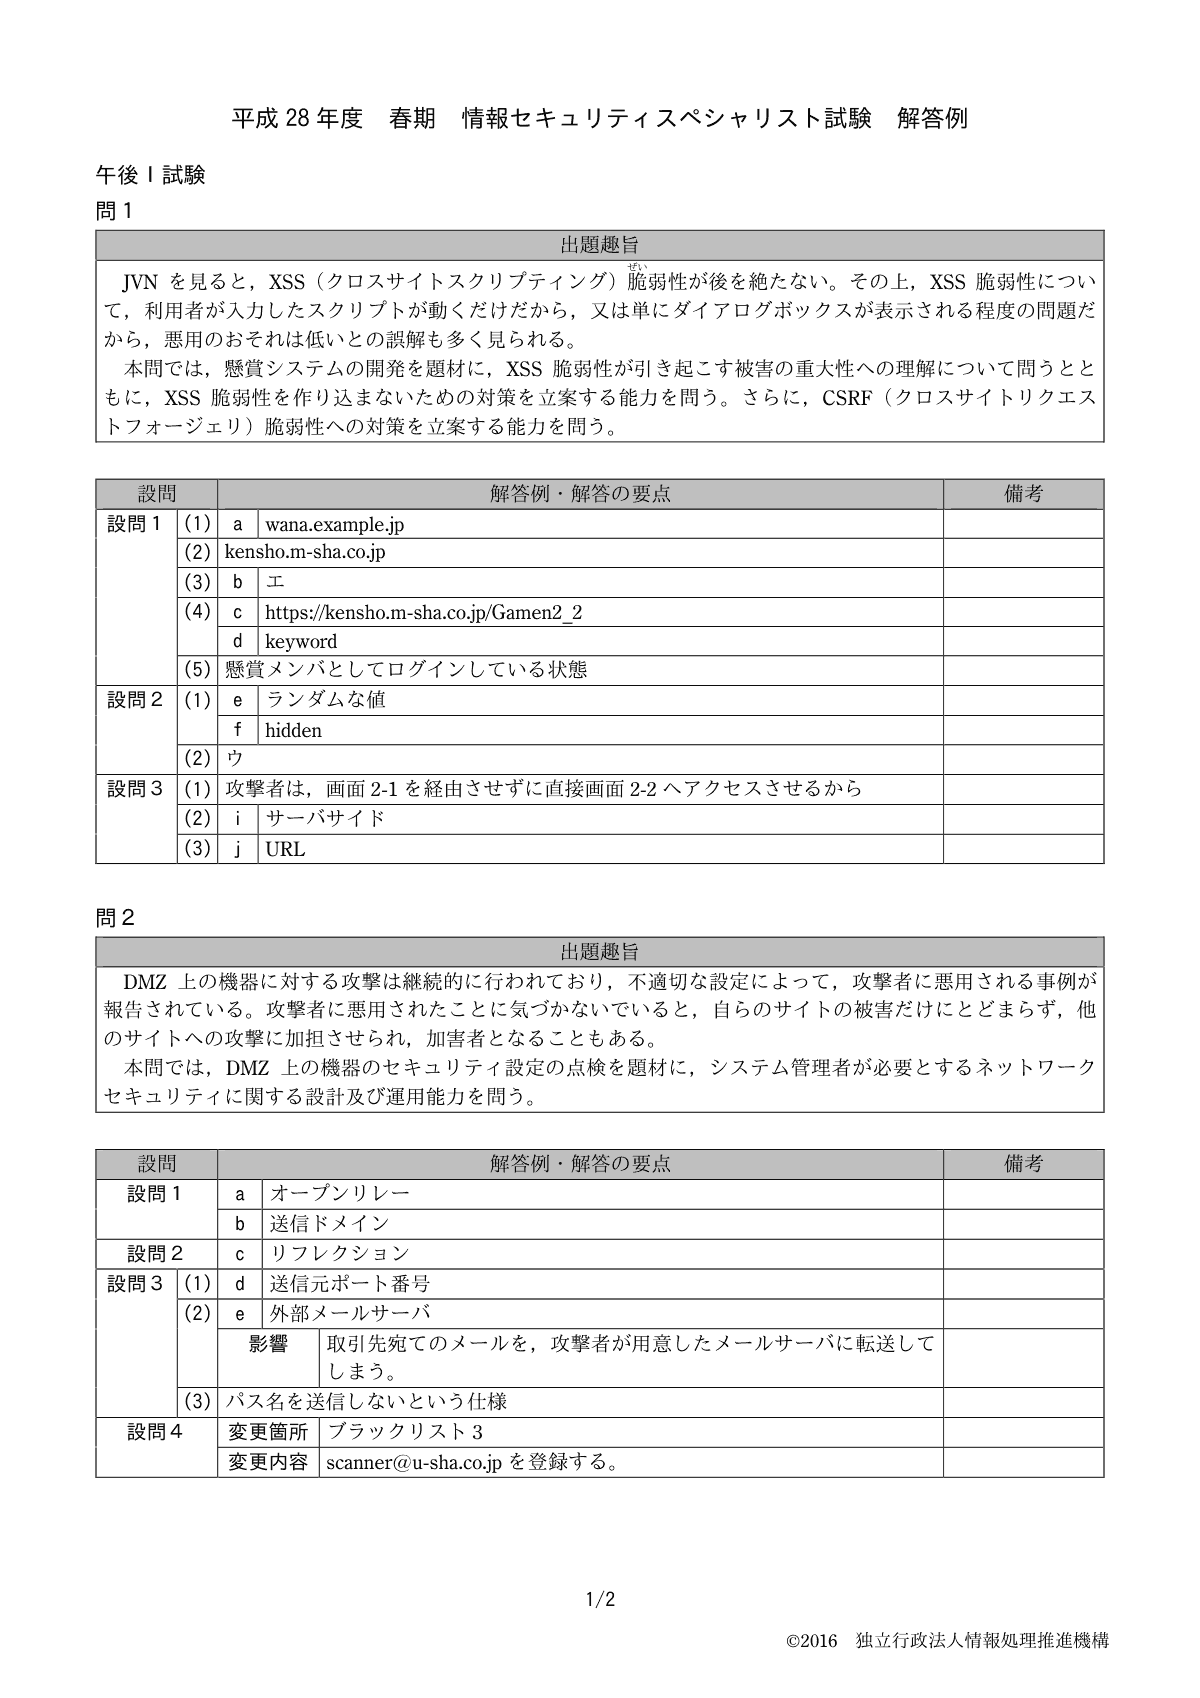 平成 28 年度　春期　情報セキュリティスペシャリスト試験　解答例
午後Ⅰ試験
問１
出題趣旨
ぜい
JVN を見ると，XSS（クロスサイトスクリプティング）脆弱性が後を絶たない。その上，XSS 脆弱性につい
て，利用者が入力したスクリプトが動くだけだから，又は単にダイアログボックスが表示される程度の問題だ
から，悪用のおそれは低いとの誤解も多く見られる。
本問では，懸賞システムの開発を題材に，XSS 脆弱性が引き起こす被害の重大性への理解について問うとと
もに，XSS 脆弱性を作り込まないための対策を立案する能力を問う。さらに，CSRF（クロスサイトリクエス
トフォージェリ）脆弱性への対策を立案する能力を問う。
設問　解答例・解答の要点　備考
設問１　(1)　a　wana.example.jp
(2)　kensho.m-sha.co.jp
(3)　b　エ
(4)　c　https://kensho.m-sha.co.jp/Gamen2_2
d　keyword
(5)　懸賞メンバとしてログインしている状態
設問２　(1)　e　ランダムな値
f　hidden
(2)　ウ
設問３　(1)　攻撃者は，画面 2-1 を経由させずに直接画面 2-2 へアクセスさせるから
(2)　i　サーバサイド
(3)　j　URL
問２
出題趣旨
DMZ 上の機器に対する攻撃は継続的に行われており，不適切な設定によって，攻撃者に悪用される事例が
報告されている。攻撃者に悪用されたことに気づかないでいると，自らのサイトの被害だけにとどまらず，他
のサイトへの攻撃に加担させられ，加害者となることもある。
本問では，DMZ 上の機器のセキュリティ設定の点検を題材に，システム管理者が必要とするネットワーク
セキュリティに関する設計及び運用能力を問う。
設問　解答例・解答の要点　備考
設問１　a　オープンリレー
b　送信ドメイン
設問２　c　リフレクション
設問３　(1)　d　送信元ポート番号
(2)　e　外部メールサーバ
影響　取引先宛てのメールを，攻撃者が用意したメールサーバに転送して
しまう。
(3)　パス名を送信しないという仕様
設問４　変更箇所　ブラックリスト 3
変更内容　scanner@u-sha.co.jp を登録する。
1/2
©2016　独立行政法人情報処理推進機構